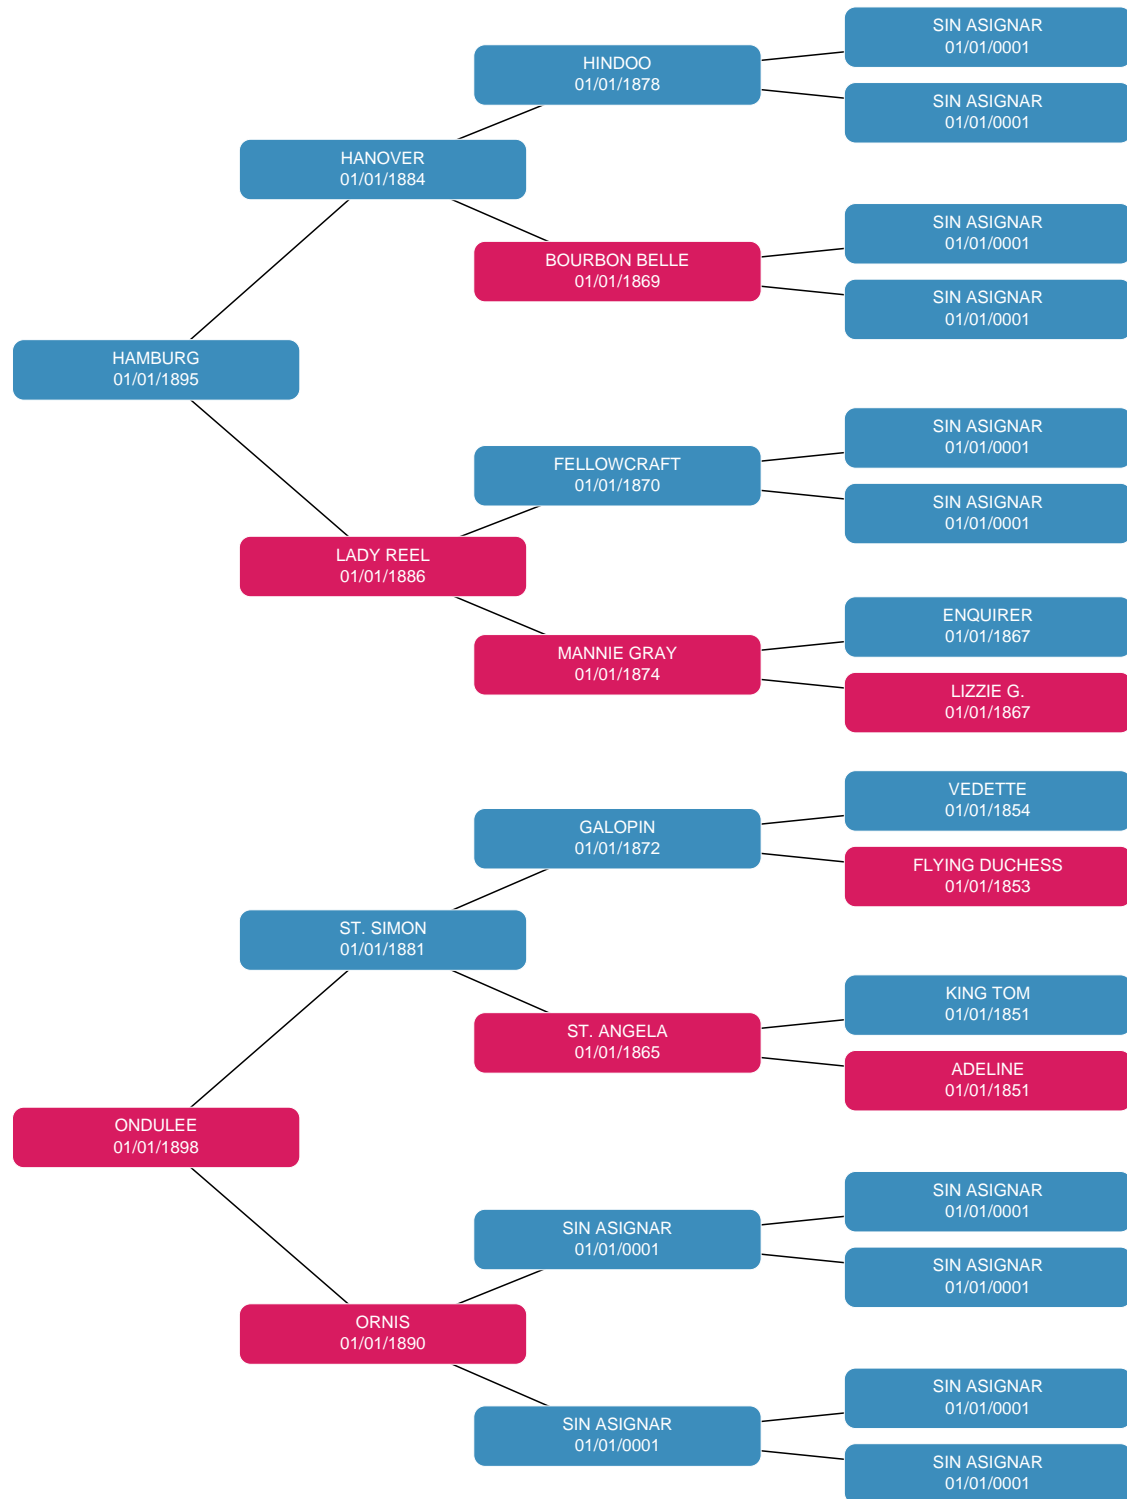 SIN ASIGNAR
01/01/0001
HINDOO
01/01/1878
SIN ASIGNAR
01/01/0001
HANOVER
01/01/1884
SIN ASIGNAR
01/01/0001
BOURBON BELLE
01/01/1869
SIN ASIGNAR
01/01/0001
HAMBURG
01/01/1895
SIN ASIGNAR
01/01/0001
FELLOWCRAFT
01/01/1870
SIN ASIGNAR
01/01/0001
LADY REEL
01/01/1886
ENQUIRER
01/01/1867
MANNIE GRAY
01/01/1874
LIZZIE G.
01/01/1867
VEDETTE
01/01/1854
GALOPIN
01/01/1872
FLYING DUCHESS
01/01/1853
ST. SIMON
01/01/1881
KING TOM
01/01/1851
ST. ANGELA
01/01/1865
ADELINE
01/01/1851
ONDULEE
01/01/1898
SIN ASIGNAR
01/01/0001
SIN ASIGNAR
01/01/0001
SIN ASIGNAR
01/01/0001
ORNIS
01/01/1890
SIN ASIGNAR
01/01/0001
SIN ASIGNAR
01/01/0001
SIN ASIGNAR
01/01/0001